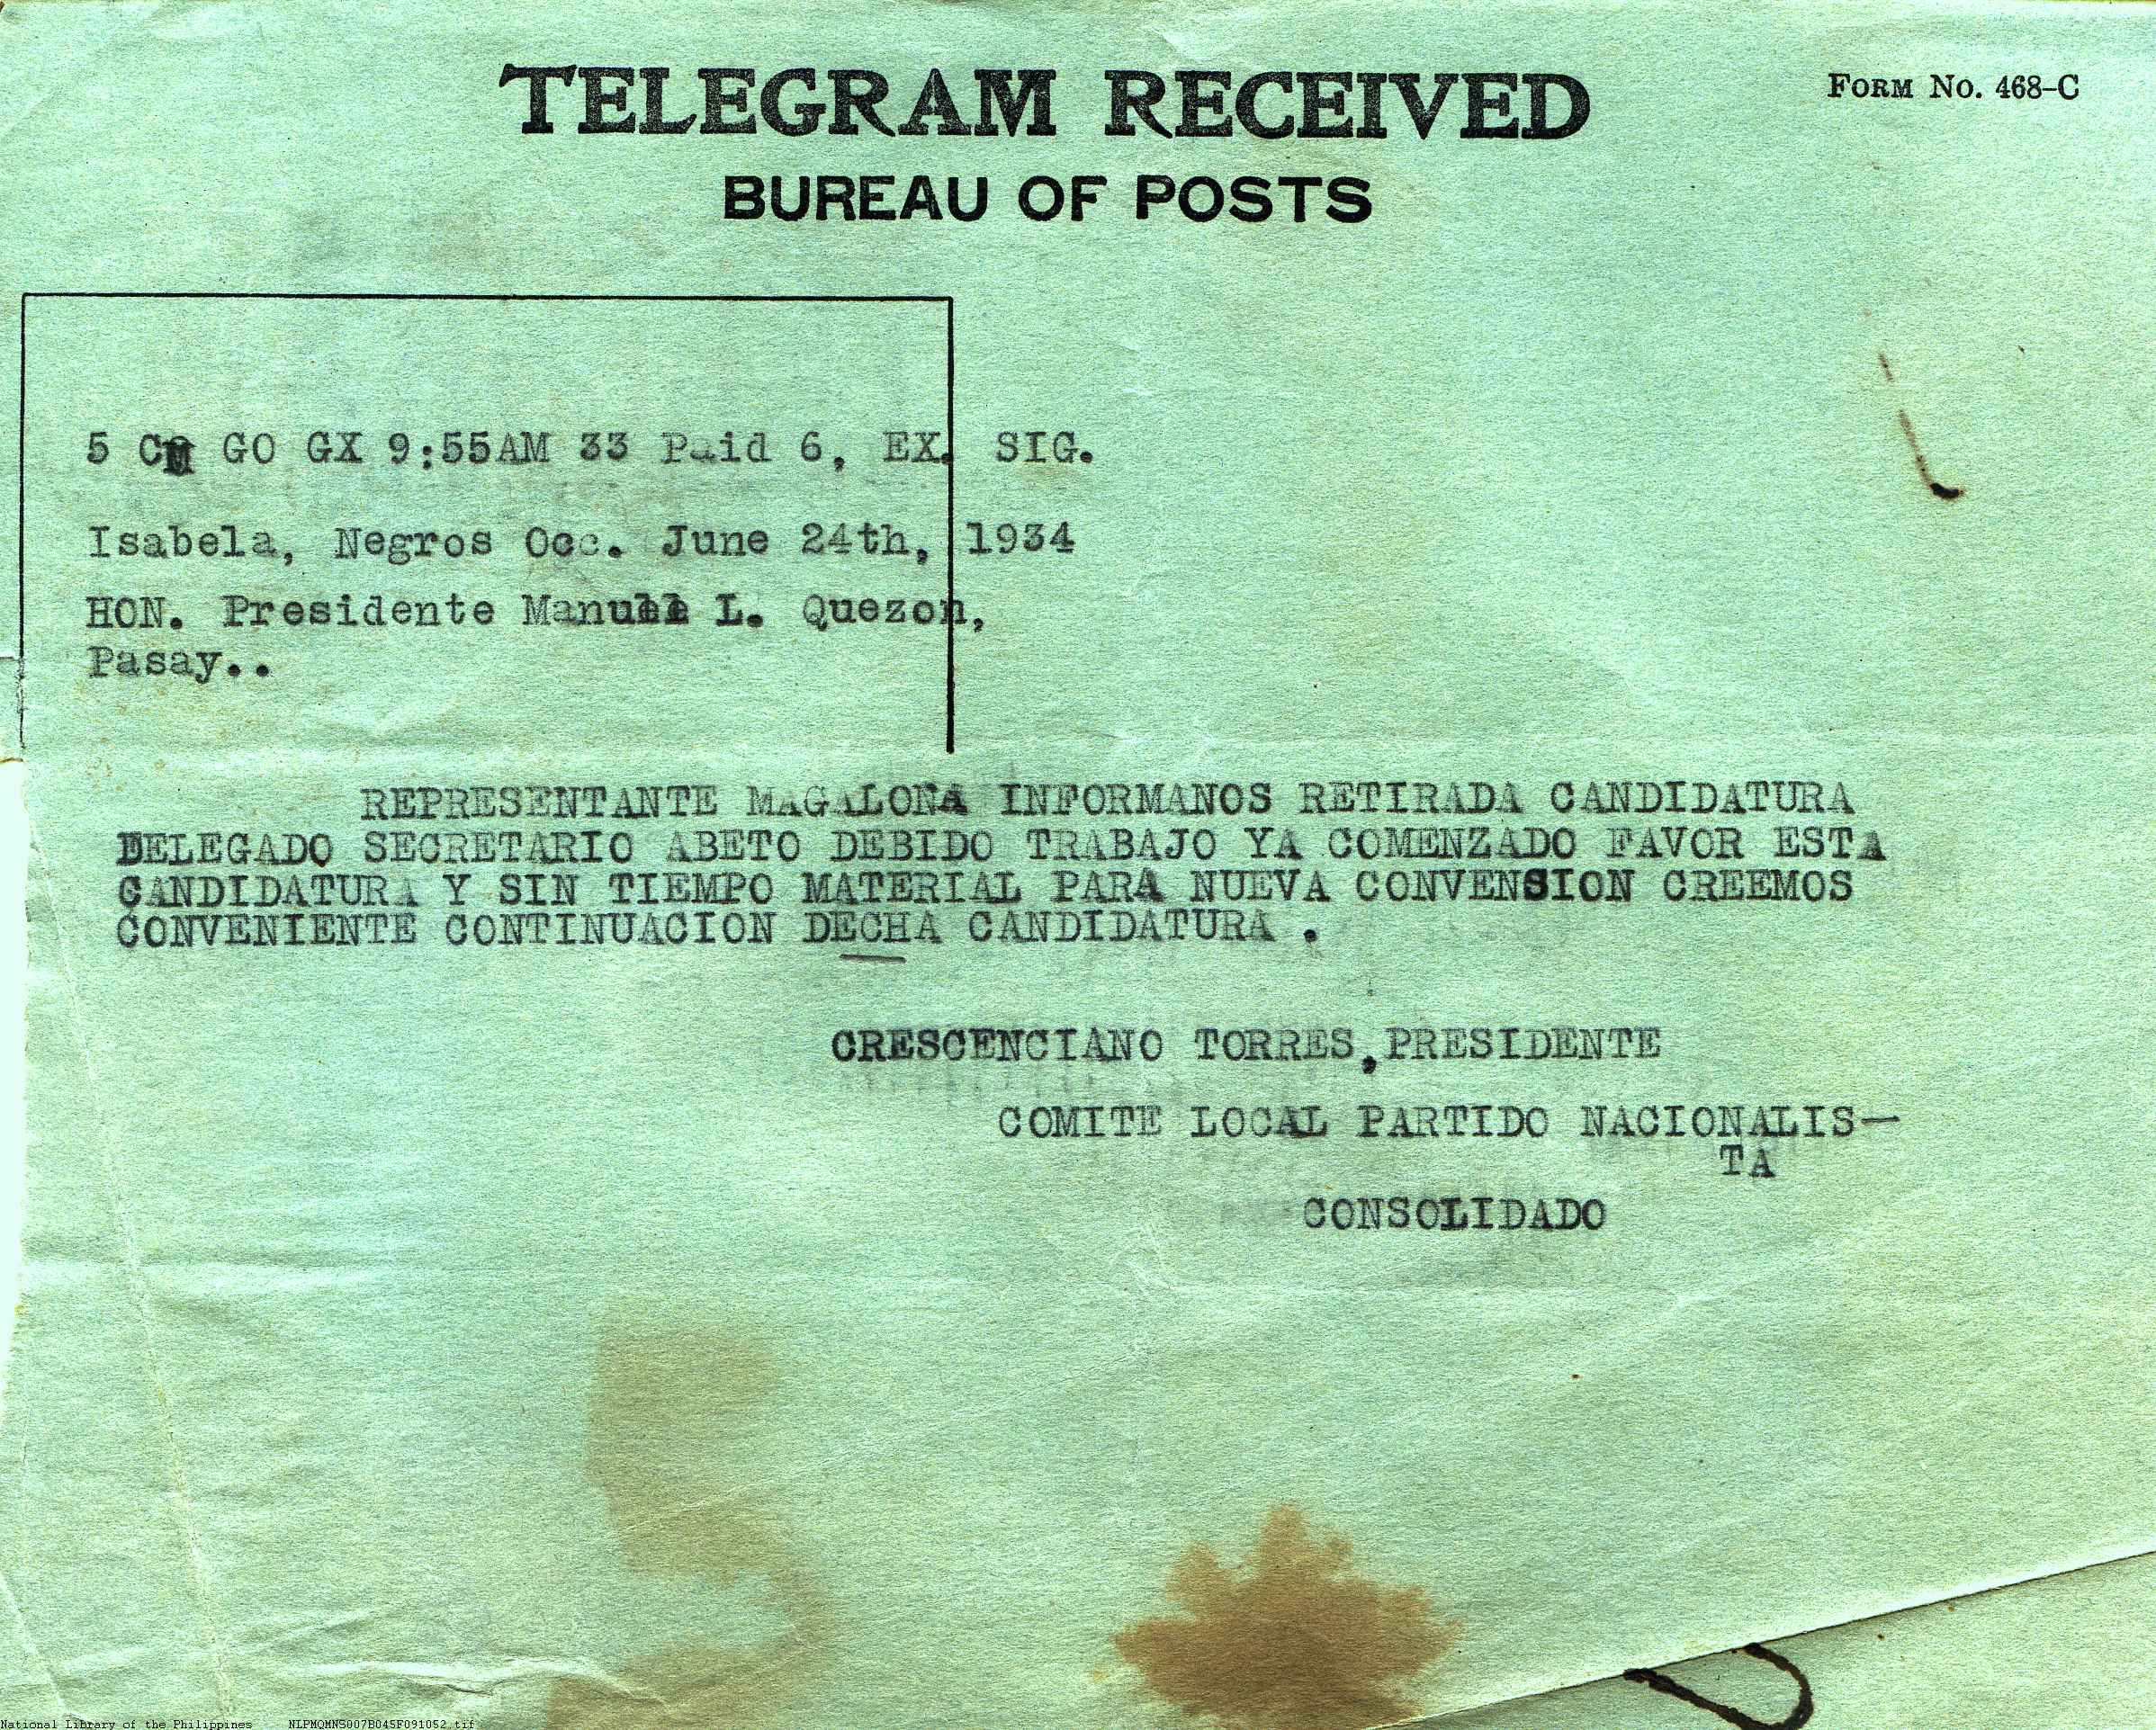 TELEGRAM RECEIVED
FORM NO. 468-C
BUREAU OF POSTS
5 GO GX 9:55AM 33 Paid 6, EX. SIG.
Isabela, Negros Occ. June 24th, 1934
HON. Presidente Manuel L. Quezon,
Pasay..
REPRESENTANTE MAGALONA INFORMANOS RETIRADA CANDIDATURA
DELEGADO SECRETARIO ABETO DEBIDO TRABAJO YA COMENZADO FAVOR ESTA
CANDIDATURA Y SIN TIEMPO MATERIAL PARA NUEVA CONVENSION CREEMOS
CONVENIENTE CONTINUACION DECHA CANDIDATURA .
CRESCENCIANO TORRES,PRESIDENTE
COMITE LOCAL PARTIDO NACIONALIS-
TA
CONSOLIDADO
National Library of the Philippines NLPMQMNS007B045F091052.tif